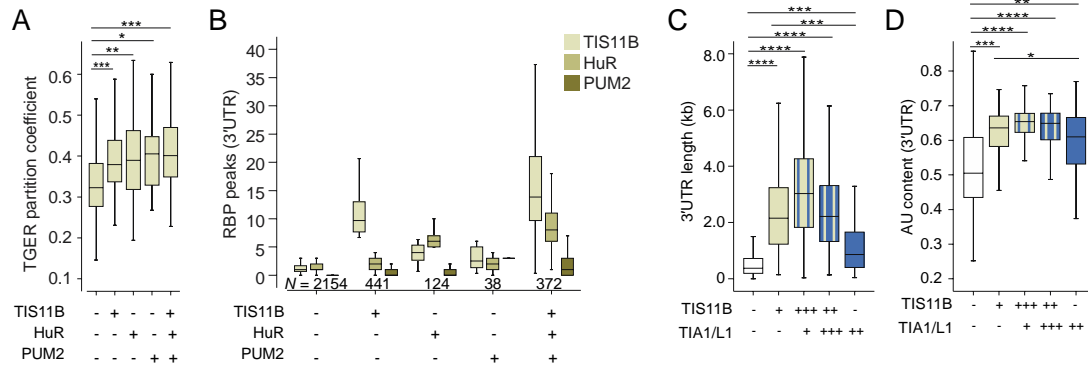 A
TGER partition coefficient
0.6
0.5
0.4
0.3
0.2
0.1
***
*
**
***
TIS11B - + - - +
HuR - - + - +
PUM2 - - - + +
B
RBP peaks (3'UTR)
40
35
30
25
20
15
10
5
0
TIS11B
HuR
PUM2
N = 2154 441 124 38 372
TIS11B - + - - +
HuR - - + - +
PUM2 - - - + +
C
3'UTR length (kb)
8.0
6.0
4.0
2.0
0
***
***
****
****
****
TIS11B - + +++ ++ -
TIA1/L1 - - + +++ ++
D
AU content (3'UTR)
0.9
0.8
0.7
0.6
0.5
0.4
0.3
0.2
**
****
****
***
*
TIS11B - + +++ ++ -
TIA1/L1 - - + +++ ++